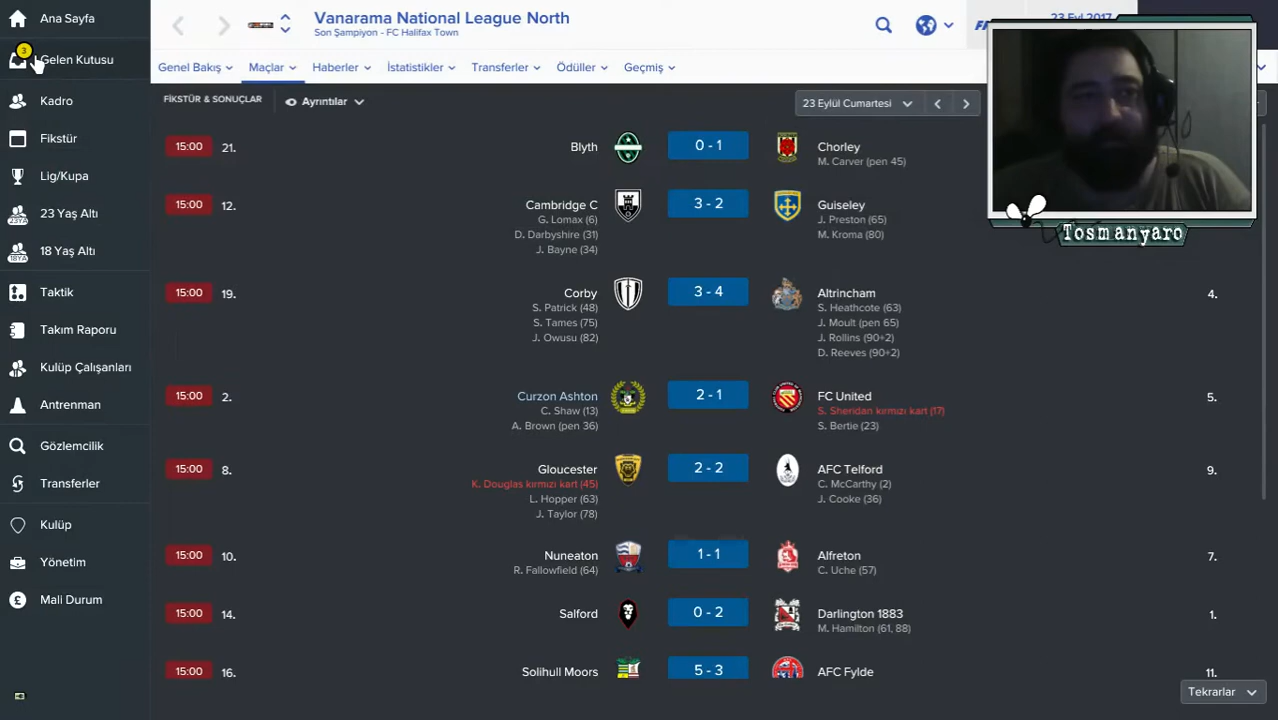 Ana Sayfa
3
Gelen Kutusu
Kadro
Fikstür
Lig/Kupa
23 Yaş Altı
18 Yaş Altı
Taktik
Takım Raporu
Kulüp Çalışanları
Antrenman
Gözlemcilik
Transferler
Kulüp
Yönetim
Mali Durum
Vanarama National League North
Son Şampiyon - FC Halifax Town
23 Eyl 2017
Genel Bakış Maçlar Haberler İstatistikler Transferler Ödüller Geçmiş
FİKSTÜR & SONUÇLAR Ayrıntılar 23 Eylül Cumartesi
15:00 21. Blyth 0 - 1 Chorley
M. Carver (pen 45)
15:00 12. Cambridge C 3 - 2 Guiseley
G. Lomax (6) J. Preston (65)
D. Darbyshire (31) M. Kroma (80)
J. Bayne (34)
15:00 19. Corby 3 - 4 Altrincham 4.
S. Patrick (48) S. Heathcote (63)
S. Tames (75) J. Moult (pen 65)
J. Owusu (82) J. Rollins (90+2)
D. Reeves (90+2)
15:00 2. Curzon Ashton 2 - 1 FC United 5.
C. Shaw (13) S. Sheridan kırmızı kart (17)
A. Brown (pen 36) S. Bertie (23)
15:00 8. Gloucester 2 - 2 AFC Telford 9.
K. Douglas kırmızı kart (45) C. McCarthy (2)
L. Hopper (63) J. Cooke (36)
J. Taylor (78)
15:00 10. Nuneaton 1 - 1 Alfreton 7.
R. Fallowfield (64) C. Uche (57)
15:00 14. Salford 0 - 2 Darlington 1883 1.
M. Hamilton (61, 88)
15:00 16. Solihull Moors 5 - 3 AFC Fylde 11.
Tekrarlar
Tosmanyaro